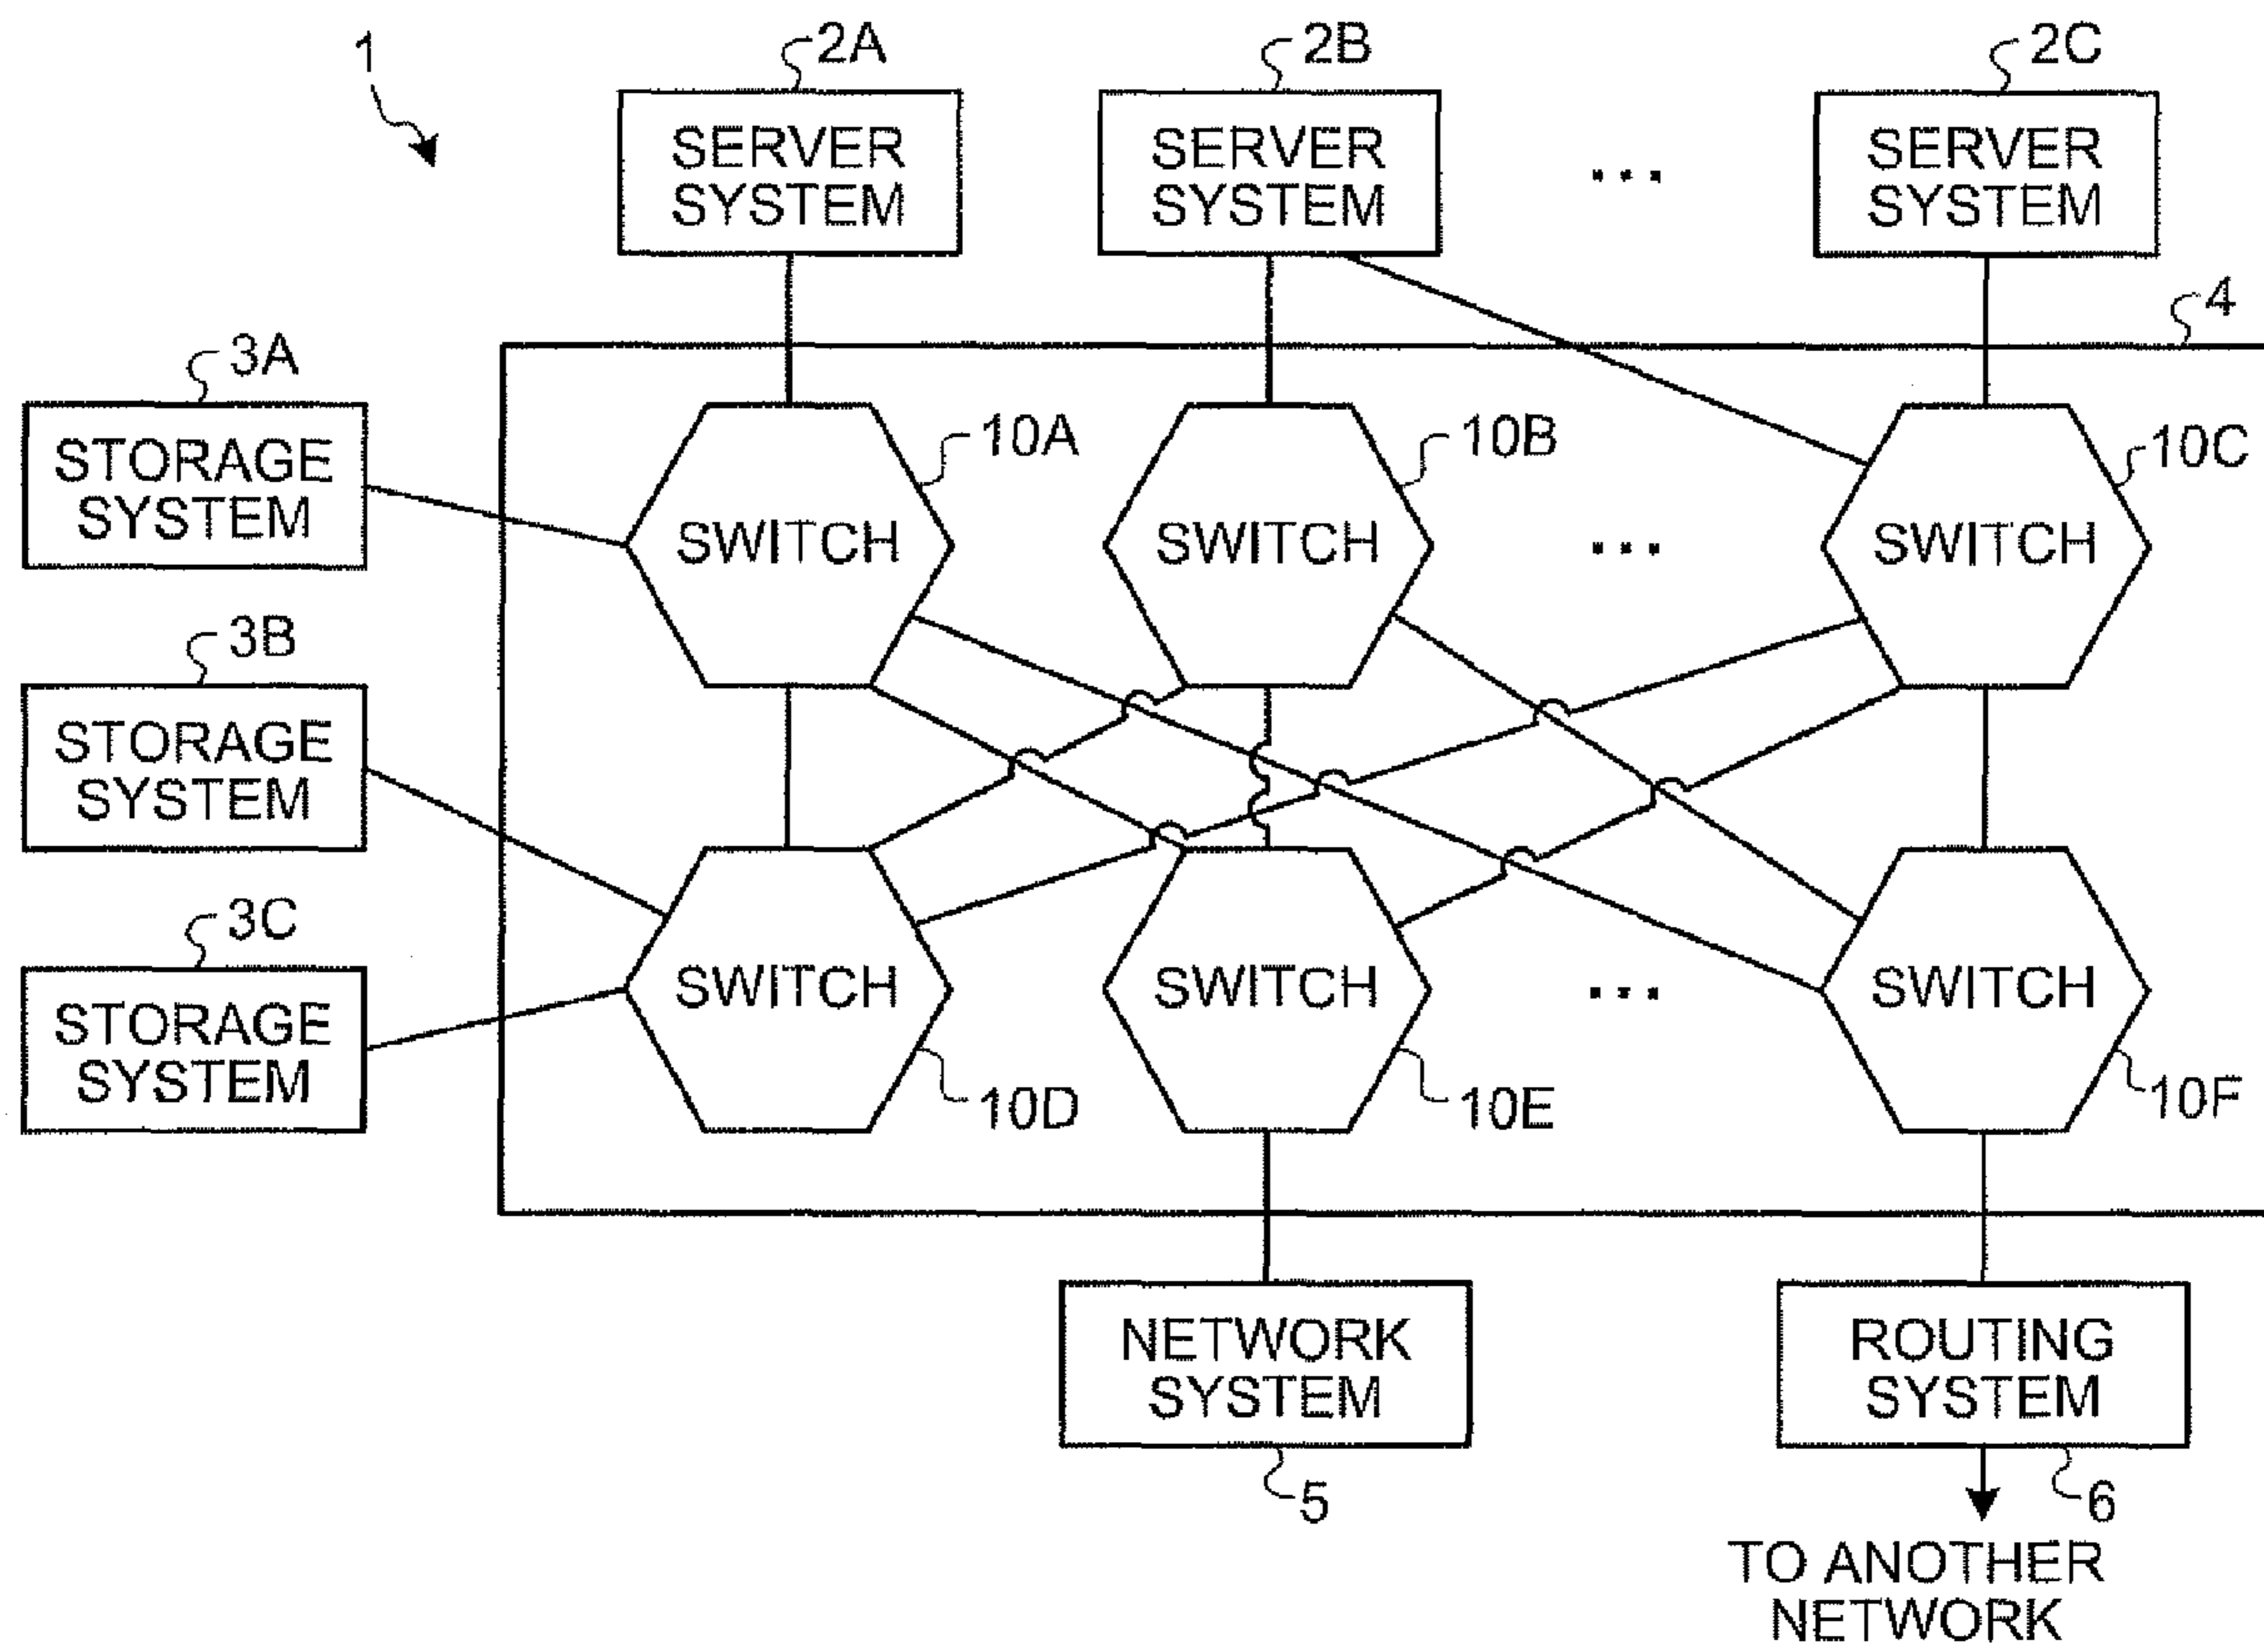 1
2A
2B
2C
SERVER
SYSTEM
SERVER
SYSTEM
...
SERVER
SYSTEM
4
3A
STORAGE
SYSTEM
10A
10B
10C
SWITCH
SWITCH
...
SWITCH
3B
STORAGE
SYSTEM
3C
STORAGE
SYSTEM
SWITCH
SWITCH
...
SWITCH
10D
10E
10F
NETWORK
SYSTEM
ROUTING
SYSTEM
5
6
TO ANOTHER
NETWORK